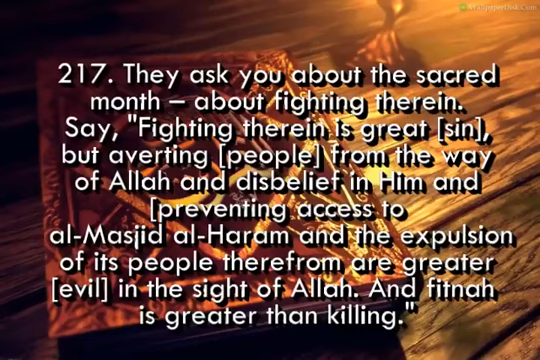 WallpapersDisk.Com
217. They ask you about the sacred
month – about fighting therein.
Say, "Fighting therein is great [sin],
but averting [people] from the way
of Allah and disbelief in Him and
[preventing access to
al-Masjid al-Haram and the expulsion
of its people therefrom are greater
[evil] in the sight of Allah. And fitnah
is greater than killing."